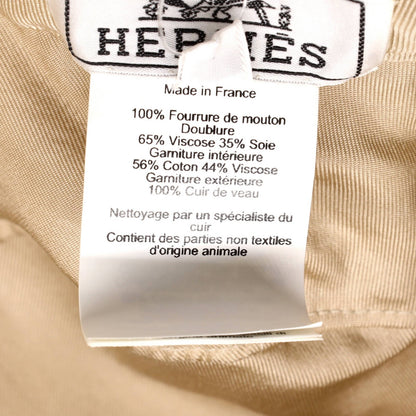 HERMÈS
Made in France
100% Fourrure de mouton
Doublure
65% Viscose 35% Soie
Garniture intérieure
56% Coton 44% Viscose
Garniture extérieure
100% Cuir de veau
Nettoyage par un spécialiste du
cuir
Contient des parties non textiles
d'origine animale